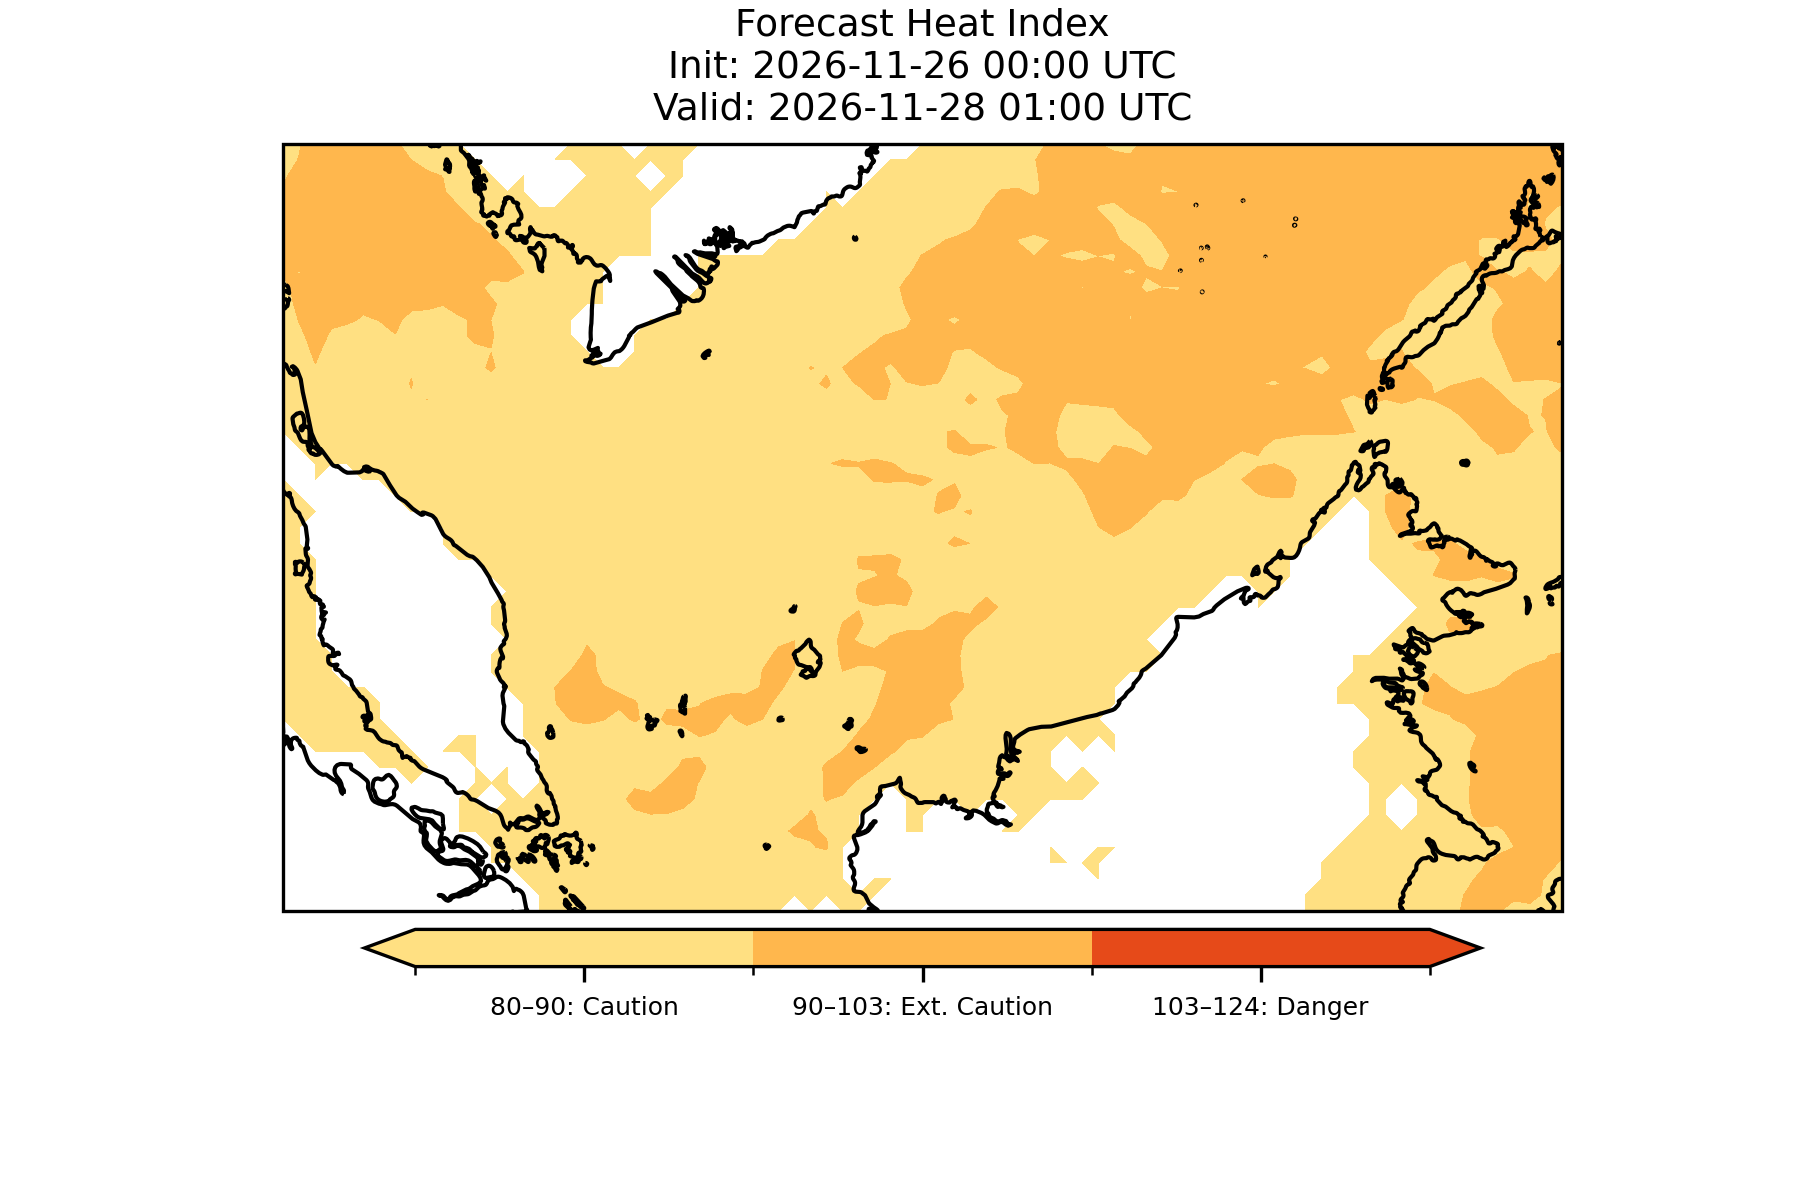 Forecast Heat Index
Init: 2026-11-26 00:00 UTC
Valid: 2026-11-28 01:00 UTC
80–90: Caution
90–103: Ext. Caution
103–124: Danger